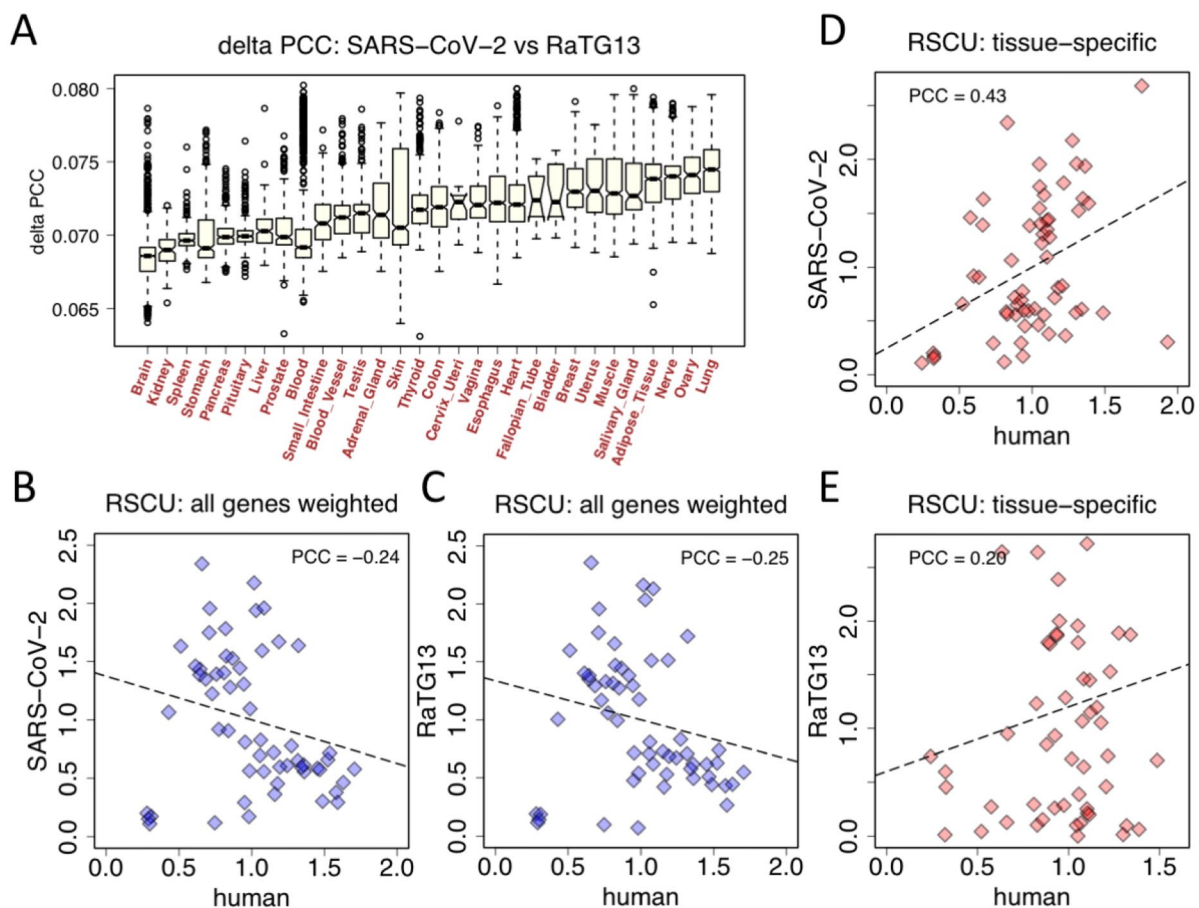 A
delta PCC: SARS−CoV−2 vs RaTG13
delta PCC
0.080
0.075
0.070
0.065
Brain
Kidney
Spleen
Stomach
Pancreas
Pituitary
Liver
Prostate
Blood
Small_Intestine
Blood_Vessel
Testis
Adrenal_Gland
Skin
Thyroid
Colon
Cervix_Uteri
Vagina
Esophagus
Heart
Fallopian_Tube
Bladder
Breast
Uterus
Muscle
Salivary_Gland
Adipose_Tissue
Nerve
Ovary
Lung
D
RSCU: tissue−specific
PCC = 0.43
SARS−CoV−2
2.0
1.0
0.0
0.0 0.5 1.0 1.5 2.0
human
B
RSCU: all genes weighted
PCC = −0.24
SARS−CoV−2
2.5
2.0
1.5
1.0
0.5
0.0
0.0 0.5 1.0 1.5 2.0
human
C
RSCU: all genes weighted
PCC = −0.25
RaTG13
2.5
2.0
1.5
1.0
0.5
0.0
0.0 0.5 1.0 1.5 2.0
human
E
RSCU: tissue−specific
PCC = 0.20
RaTG13
2.0
1.0
0.0
0.0 0.5 1.0 1.5
human